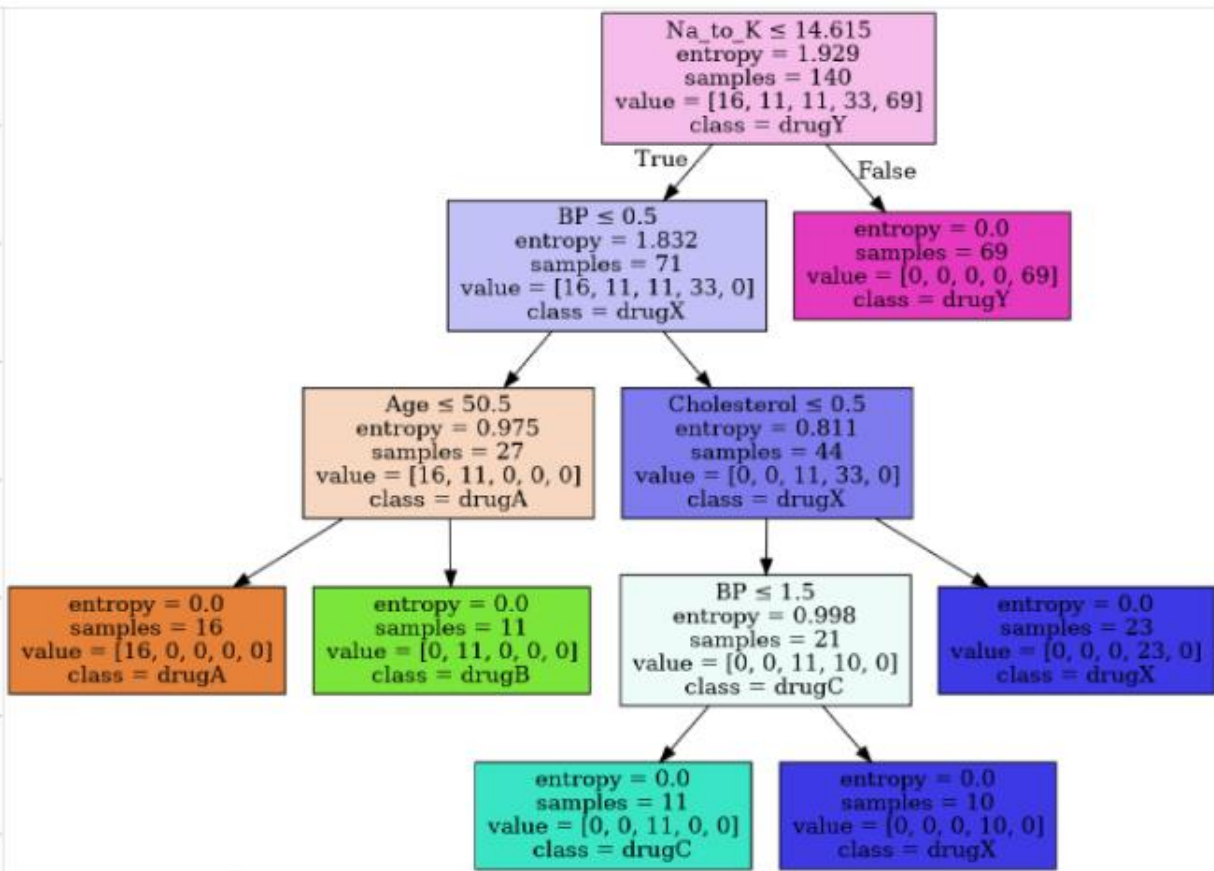 Na_to_K ≤ 14.615
entropy = 1.929
samples = 140
value = [16, 11, 11, 33, 69]
class = drugY
True
False
BP ≤ 0.5
entropy = 1.832
samples = 71
value = [16, 11, 11, 33, 0]
class = drugX
entropy = 0.0
samples = 69
value = [0, 0, 0, 0, 69]
class = drugY
Age ≤ 50.5
entropy = 0.975
samples = 27
value = [16, 11, 0, 0, 0]
class = drugA
Cholesterol ≤ 0.5
entropy = 0.811
samples = 44
value = [0, 0, 11, 33, 0]
class = drugX
entropy = 0.0
samples = 16
value = [16, 0, 0, 0, 0]
class = drugA
entropy = 0.0
samples = 11
value = [0, 11, 0, 0, 0]
class = drugB
BP ≤ 1.5
entropy = 0.998
samples = 21
value = [0, 0, 11, 10, 0]
class = drugC
entropy = 0.0
samples = 23
value = [0, 0, 0, 23, 0]
class = drugX
entropy = 0.0
samples = 11
value = [0, 0, 11, 0, 0]
class = drugC
entropy = 0.0
samples = 10
value = [0, 0, 0, 10, 0]
class = drugX